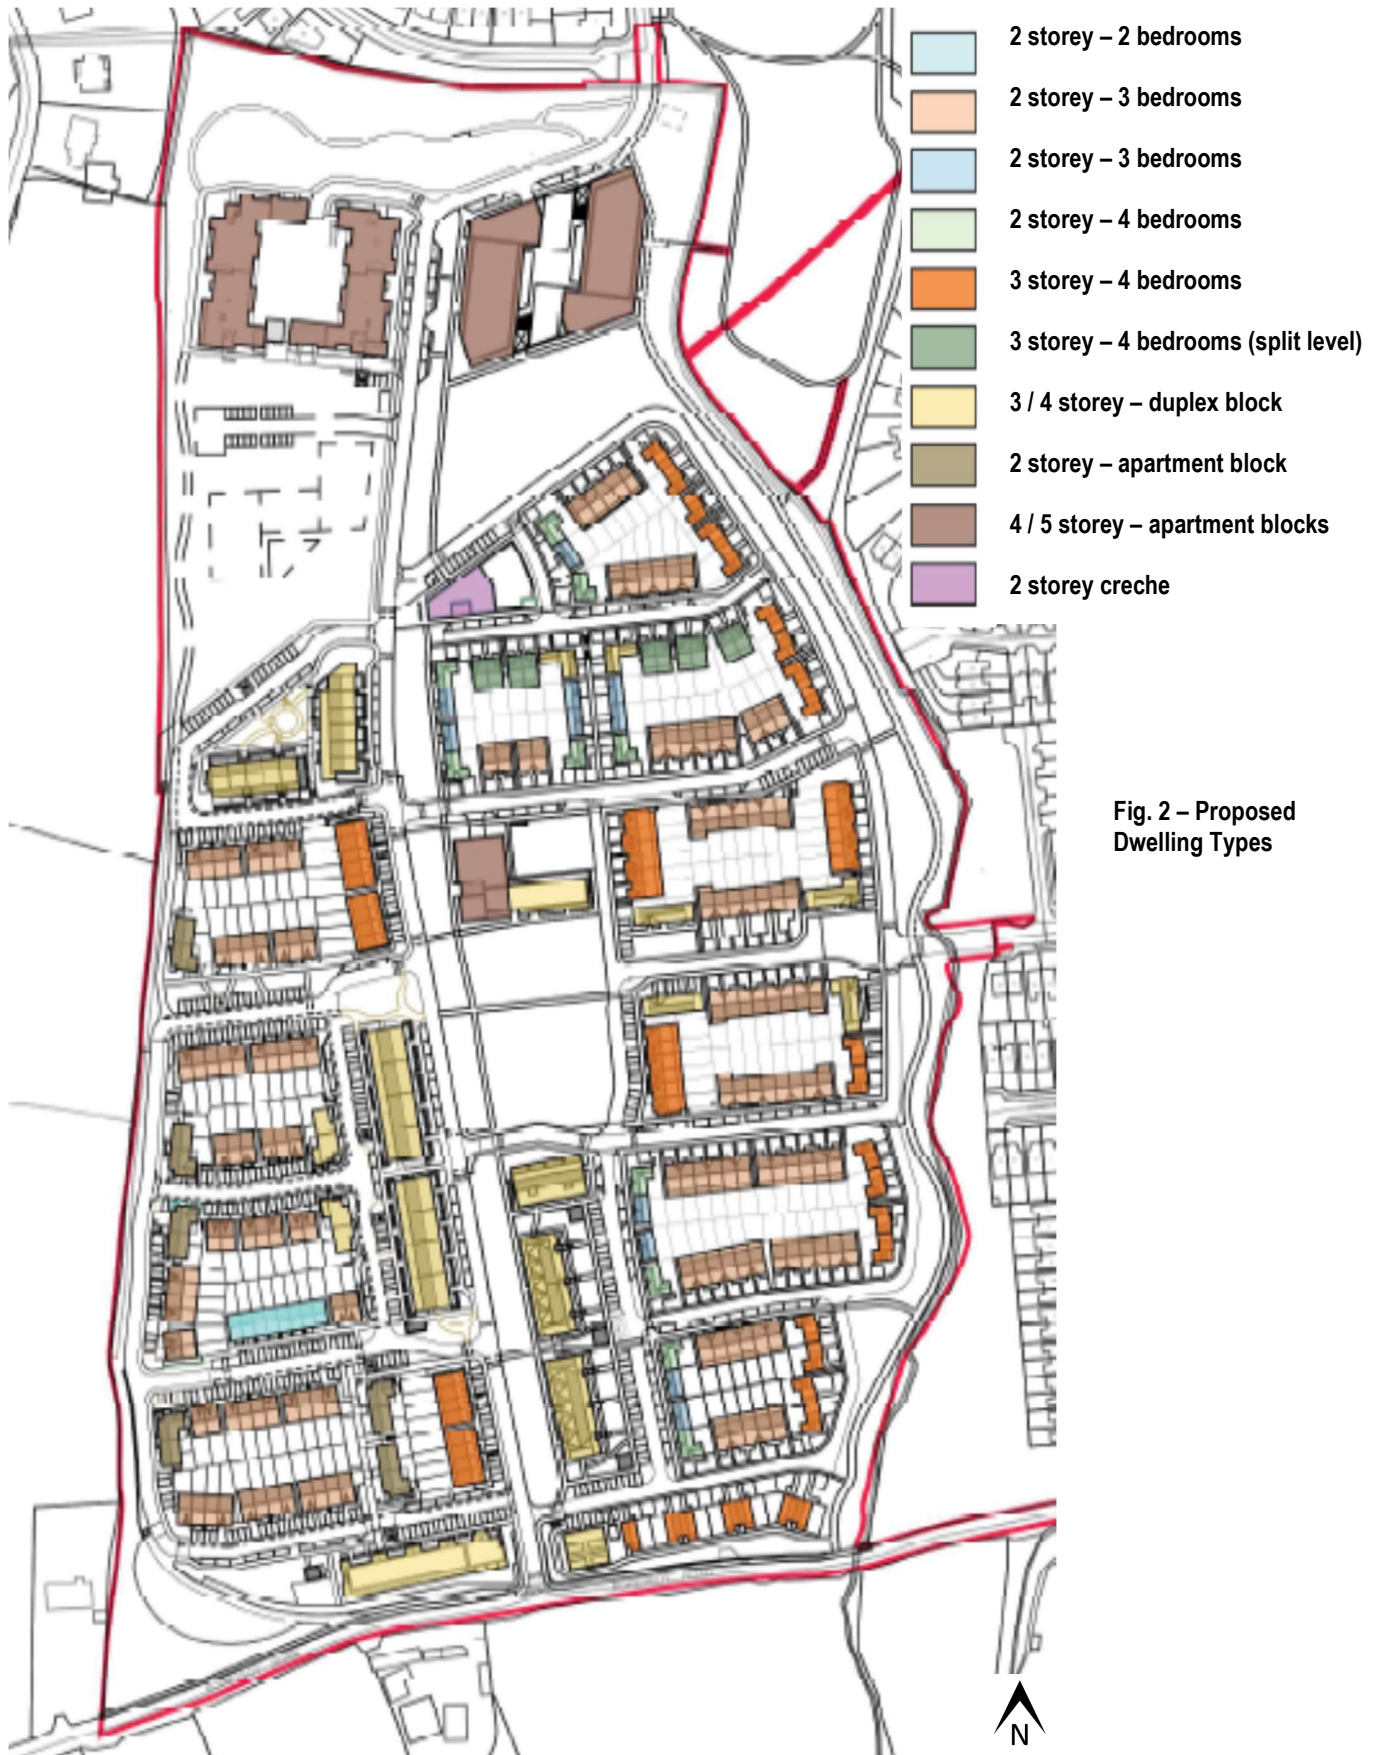 2 storey – 2 bedrooms
2 storey – 3 bedrooms
2 storey – 3 bedrooms
2 storey – 4 bedrooms
3 storey – 4 bedrooms
3 storey – 4 bedrooms (split level)
3 / 4 storey – duplex block
2 storey – apartment block
4 / 5 storey – apartment blocks
2 storey creche
Fig. 2 – Proposed
Dwelling Types
N